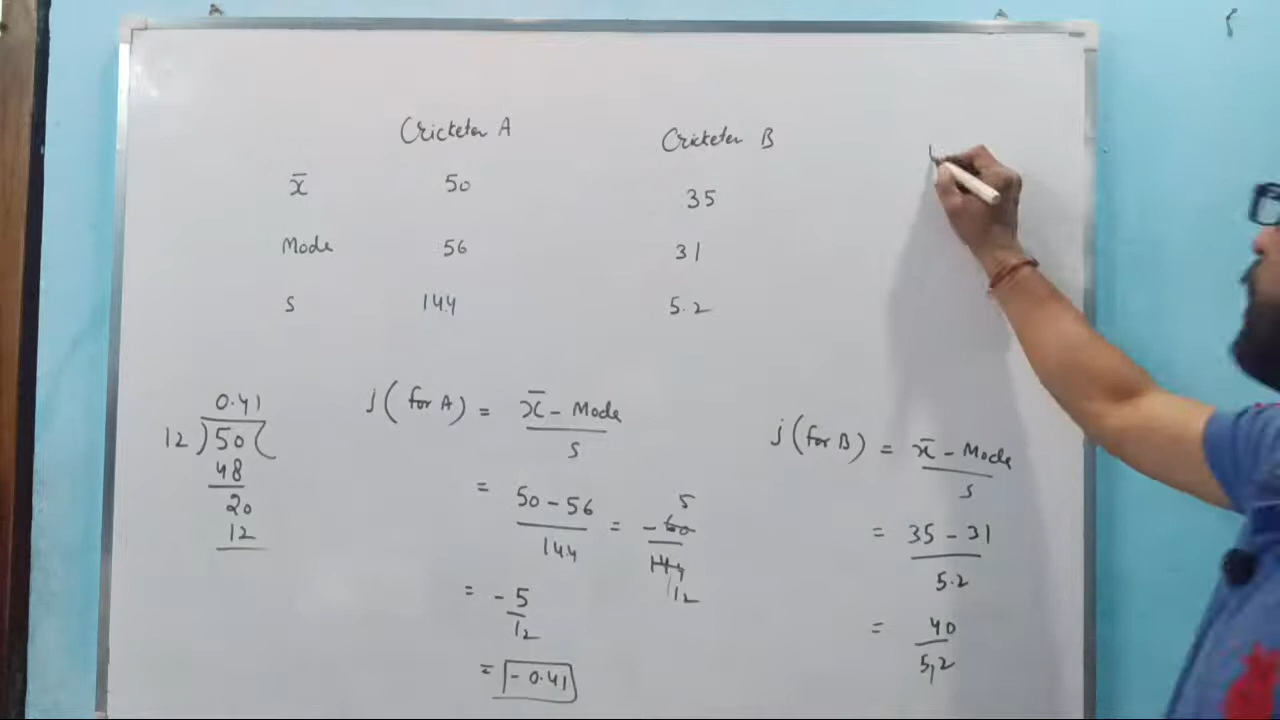 Cricketer A Cricketer B
x̄ 50 35
Mode 56 31
s 14.4 5.2
0.41
12 ) 50 (
48
20
12
j (for A) = x̄ - Mode
s
= 50 - 56 = - 60 5
14.4 144 12
= - 5
12
= - 0.41
j (for B) = x̄ - Mode
s
= 35 - 31
5.2
= 40
5,2